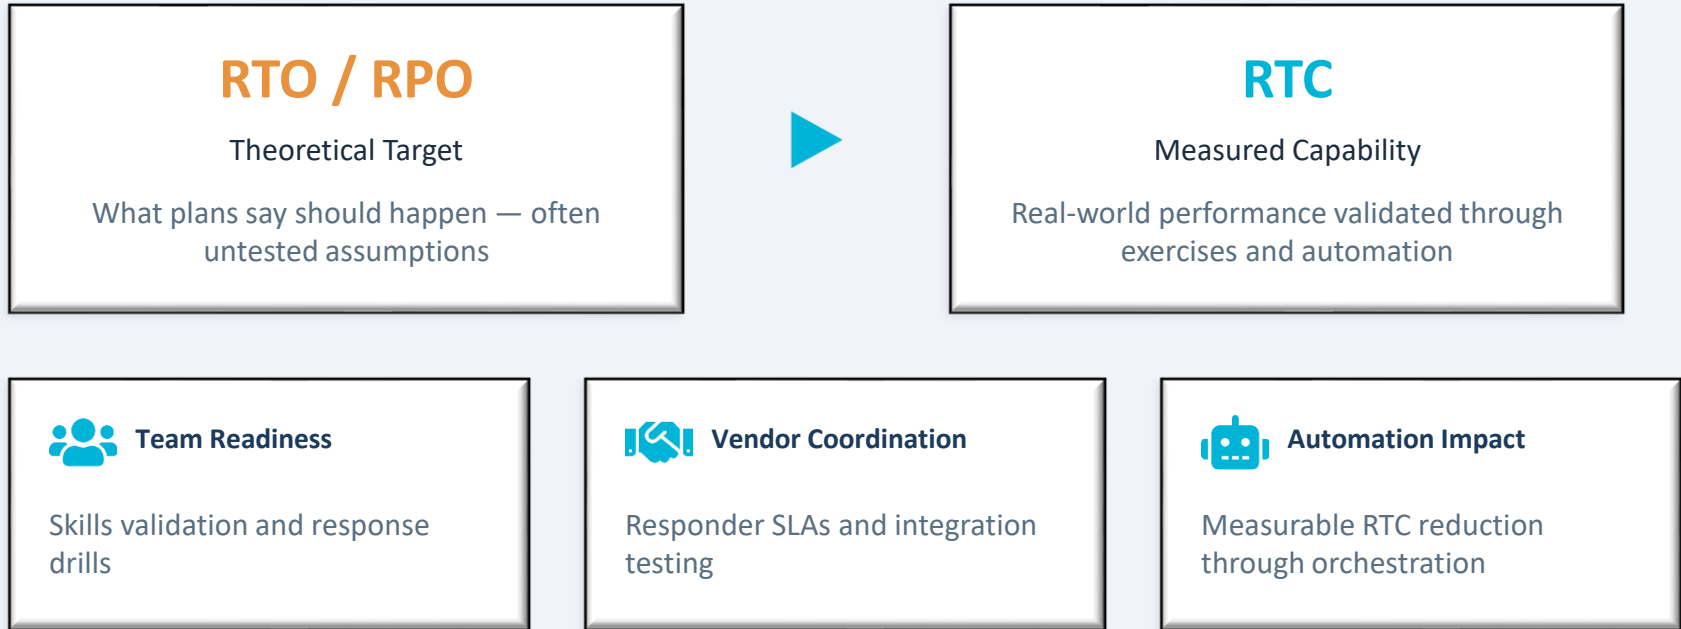 RTO / RPO
Theoretical Target
What plans say should happen — often
untested assumptions
RTC
Measured Capability
Real-world performance validated through
exercises and automation
Team Readiness
Skills validation and response
drills
Vendor Coordination
Responder SLAs and integration
testing
Automation Impact
Measurable RTC reduction
through orchestration